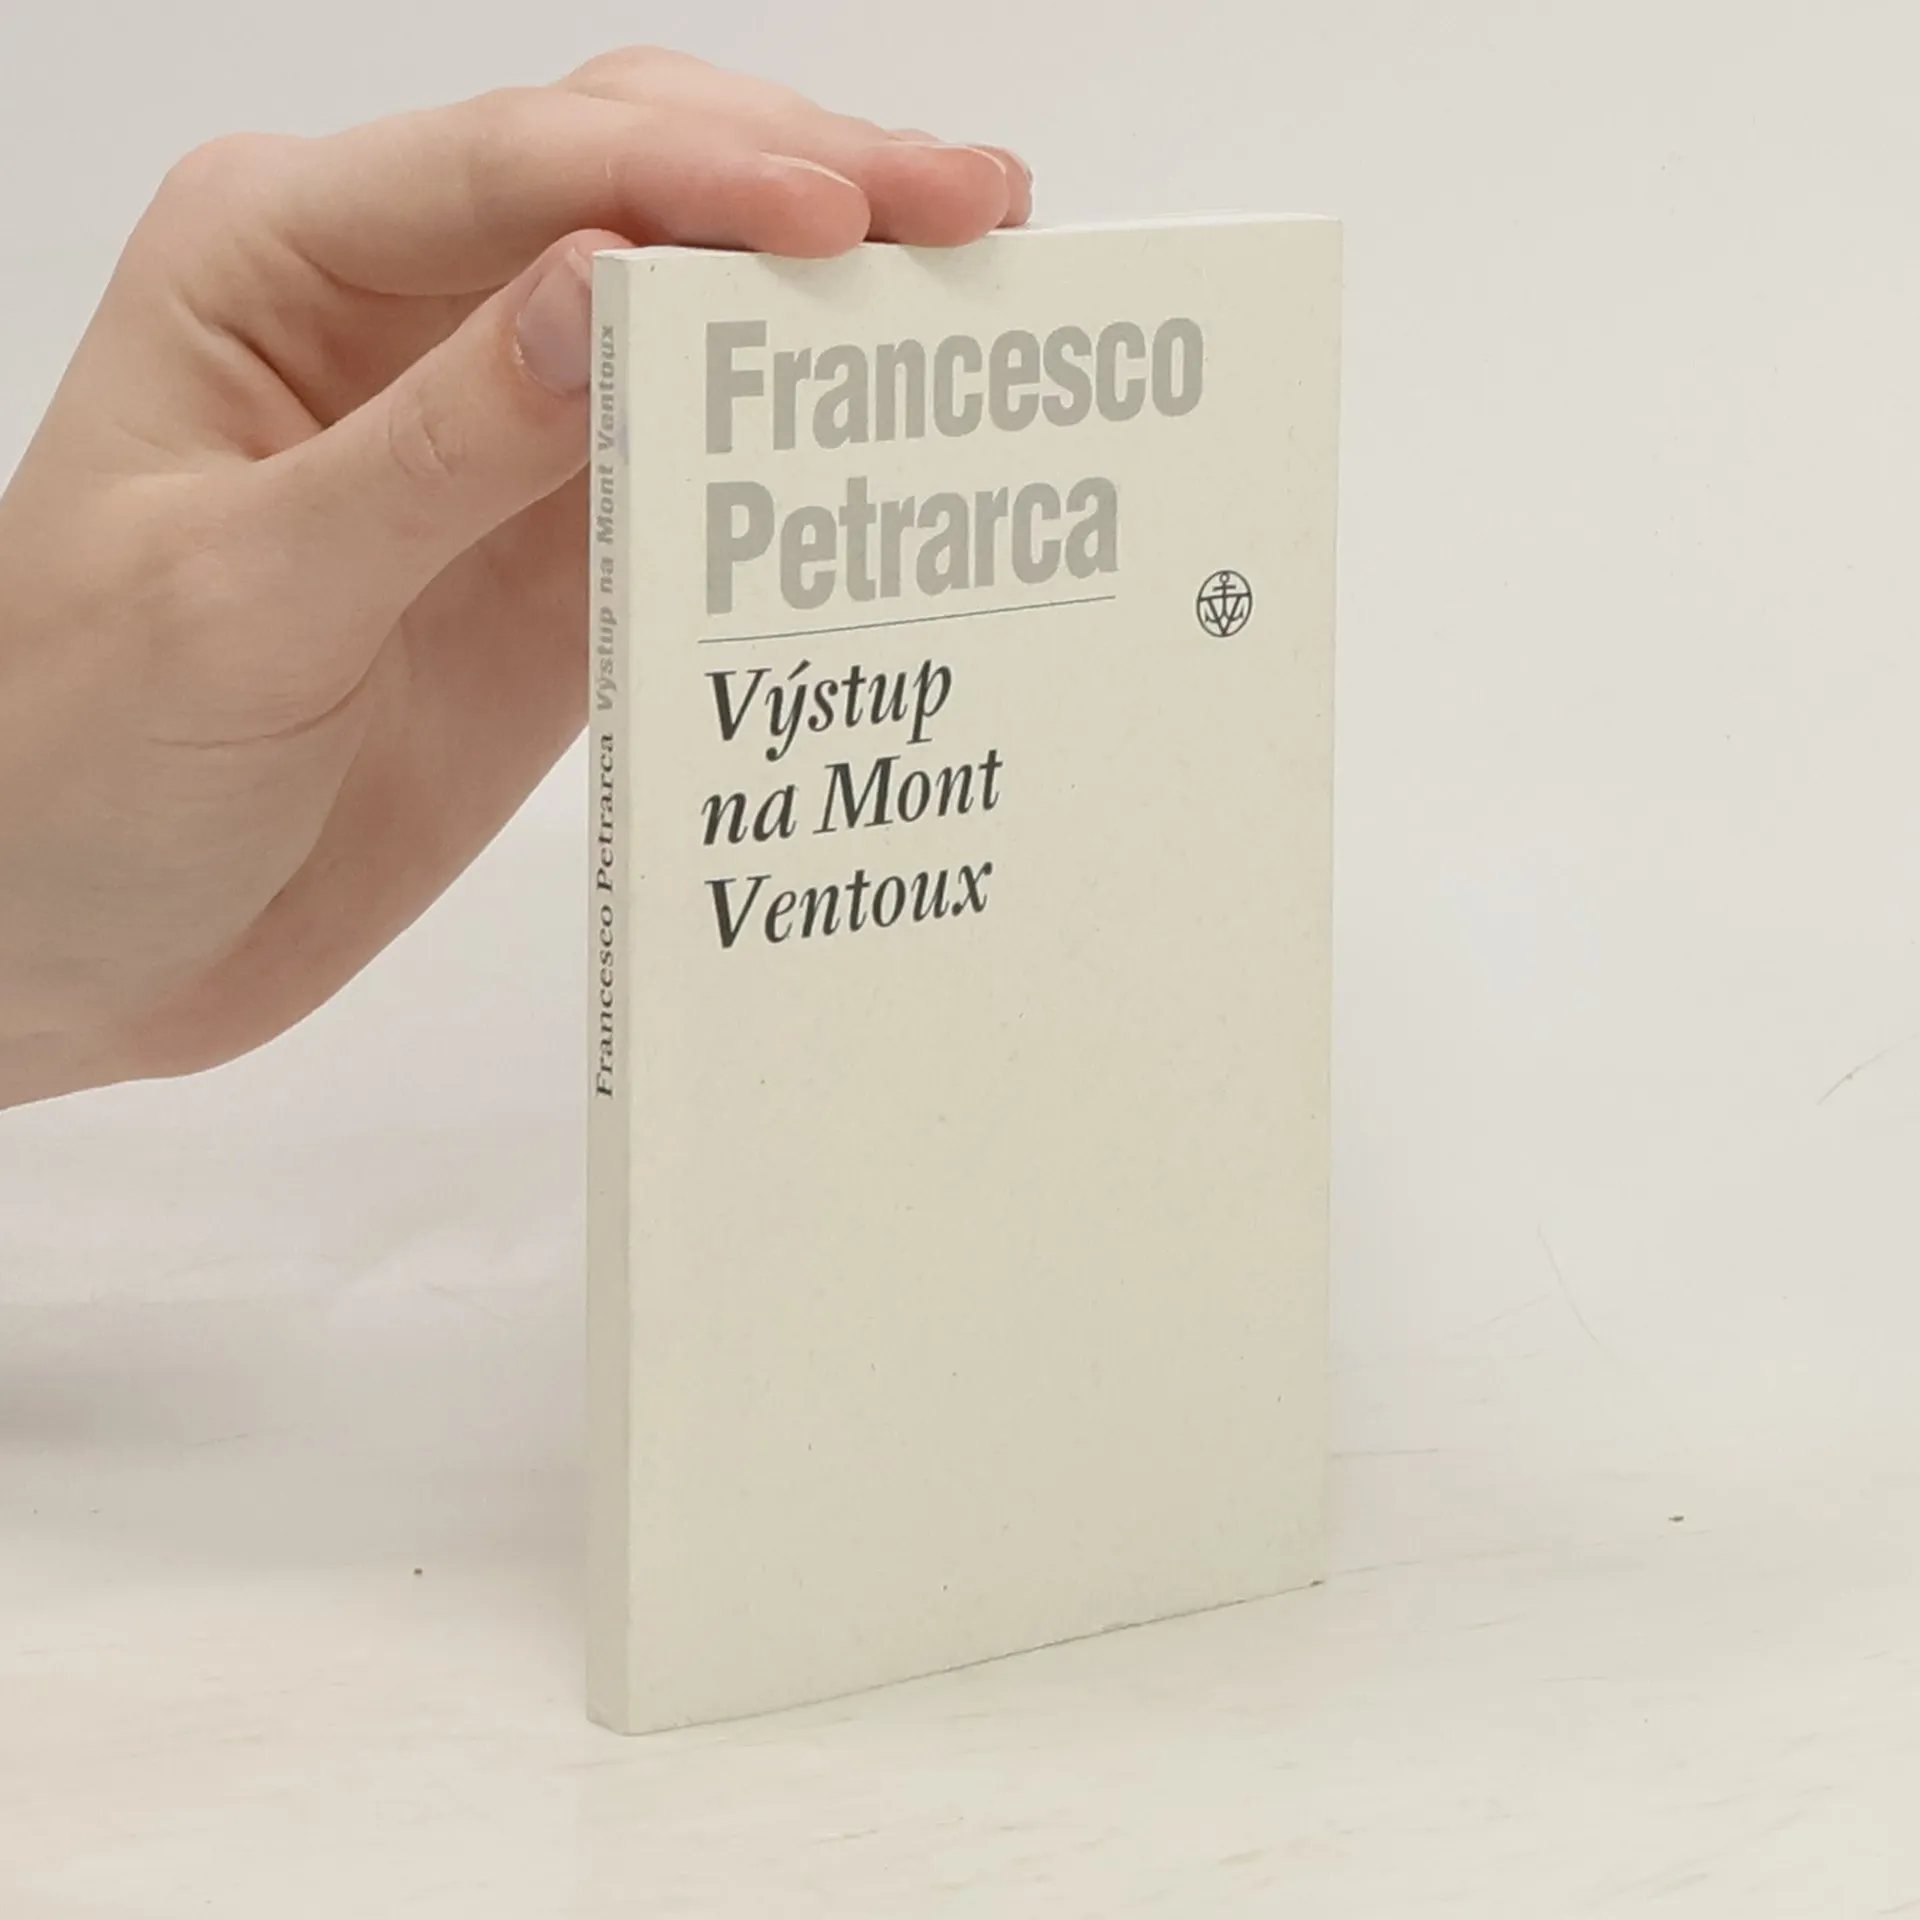 Francesco
Petrarca
Výstup
na Mont
Ventoux
Francesco Petrarca Výstup na Mont Ventoux